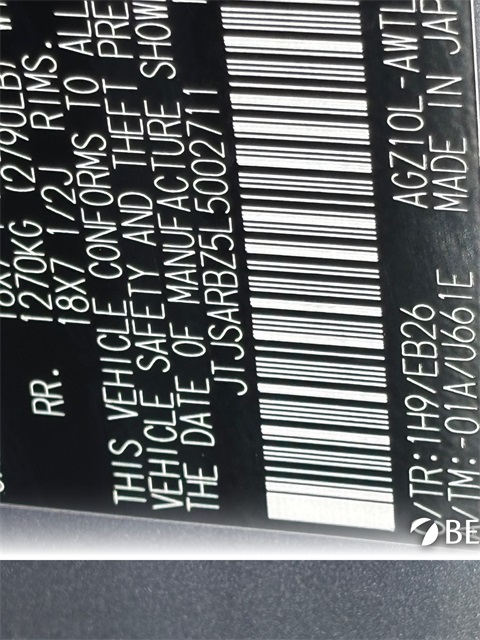 1270KG (2790LB)
18X7 1/2J RIMS.
RR.
THIS VEHICLE CONFORMS TO ALL
VEHICLE SAFETY AND THEFT PRE
THE DATE OF MANUFACTURE SHOW
JTJSARBZ5L5002711
AGZ10L-AWTL
MADE IN JAP
/TR:1H9/EB26
/TM:-01A/U661E
BE